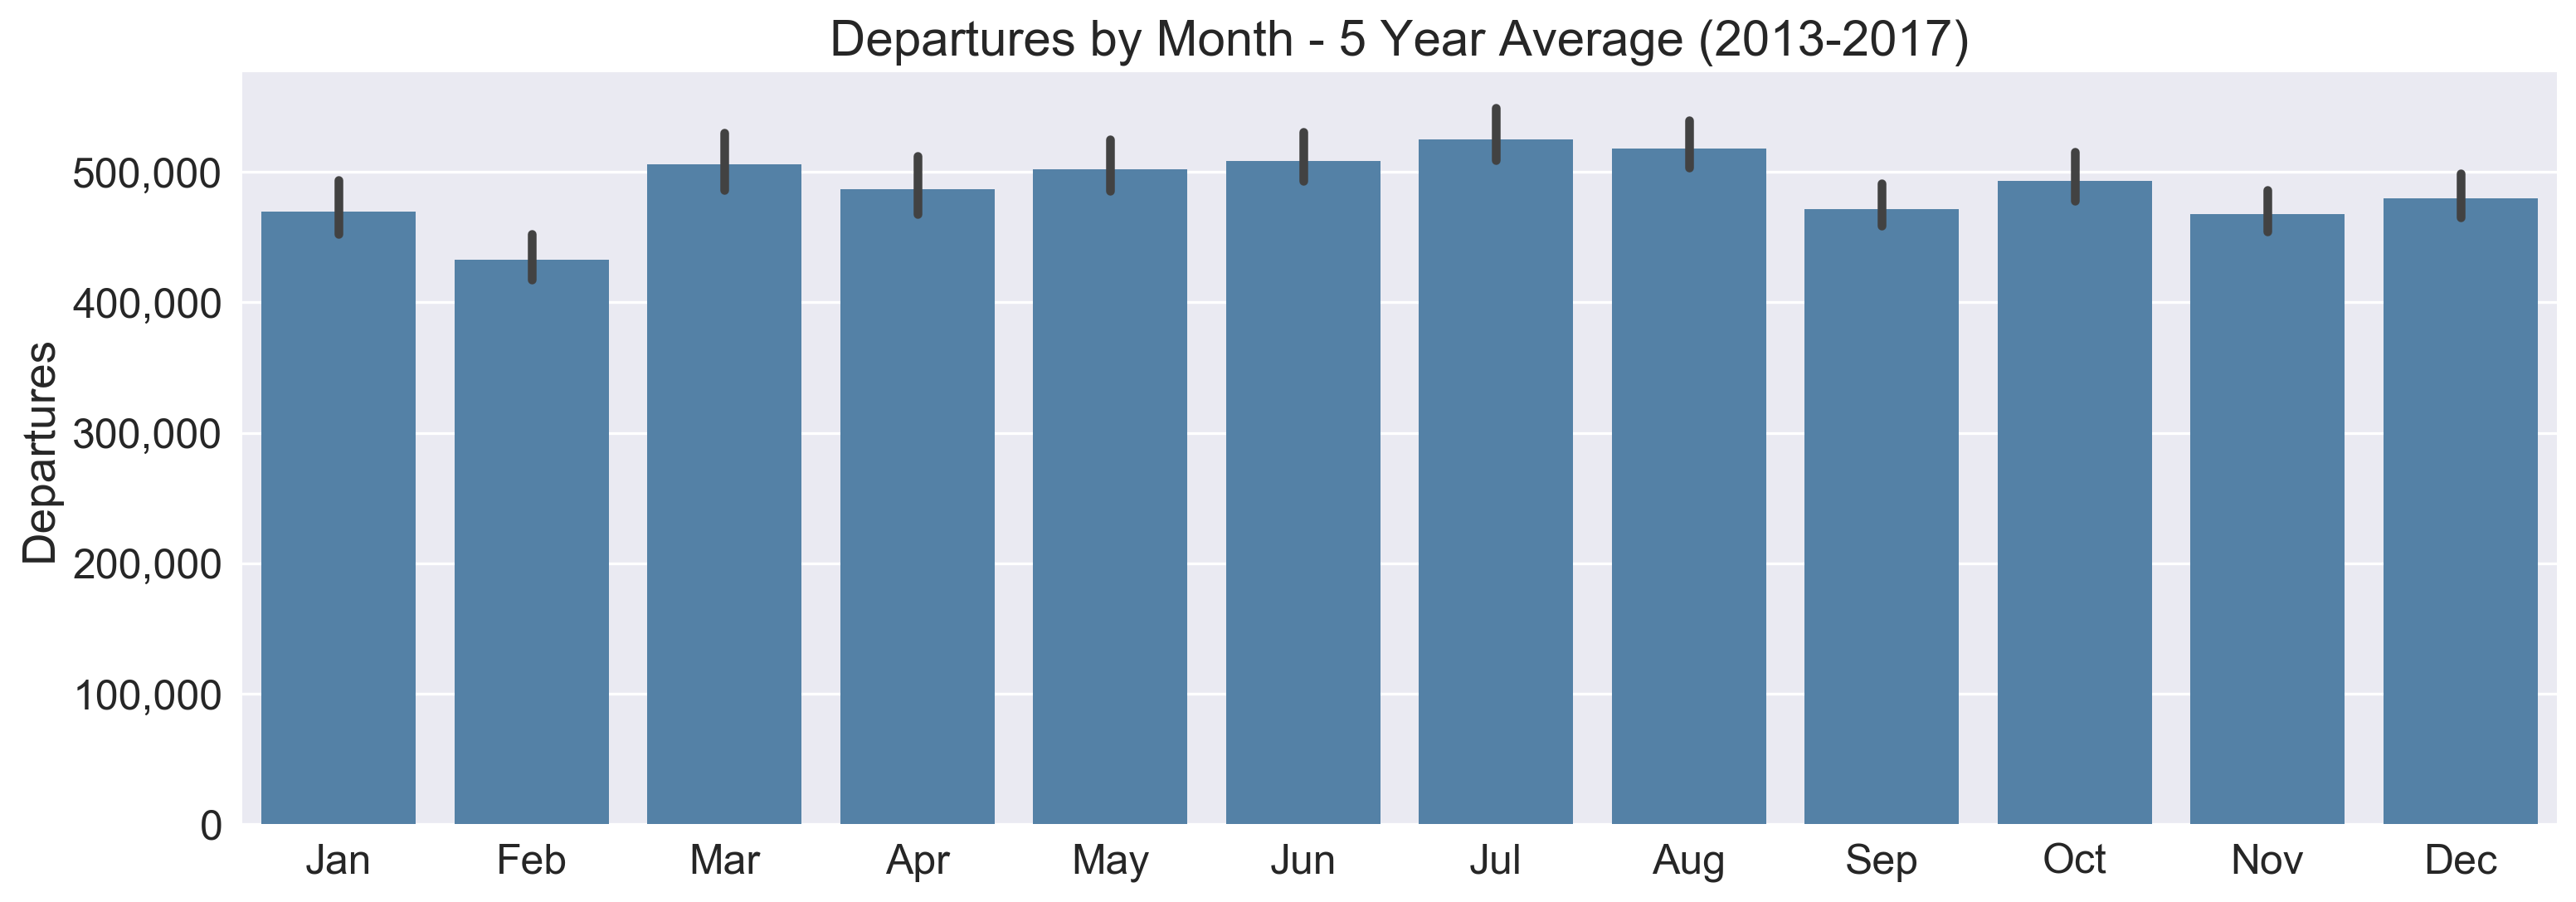 Departures by Month - 5 Year Average (2013-2017)
Departures
500,000
400,000
300,000
200,000
100,000
0
Jan Feb Mar Apr May Jun Jul Aug Sep Oct Nov Dec